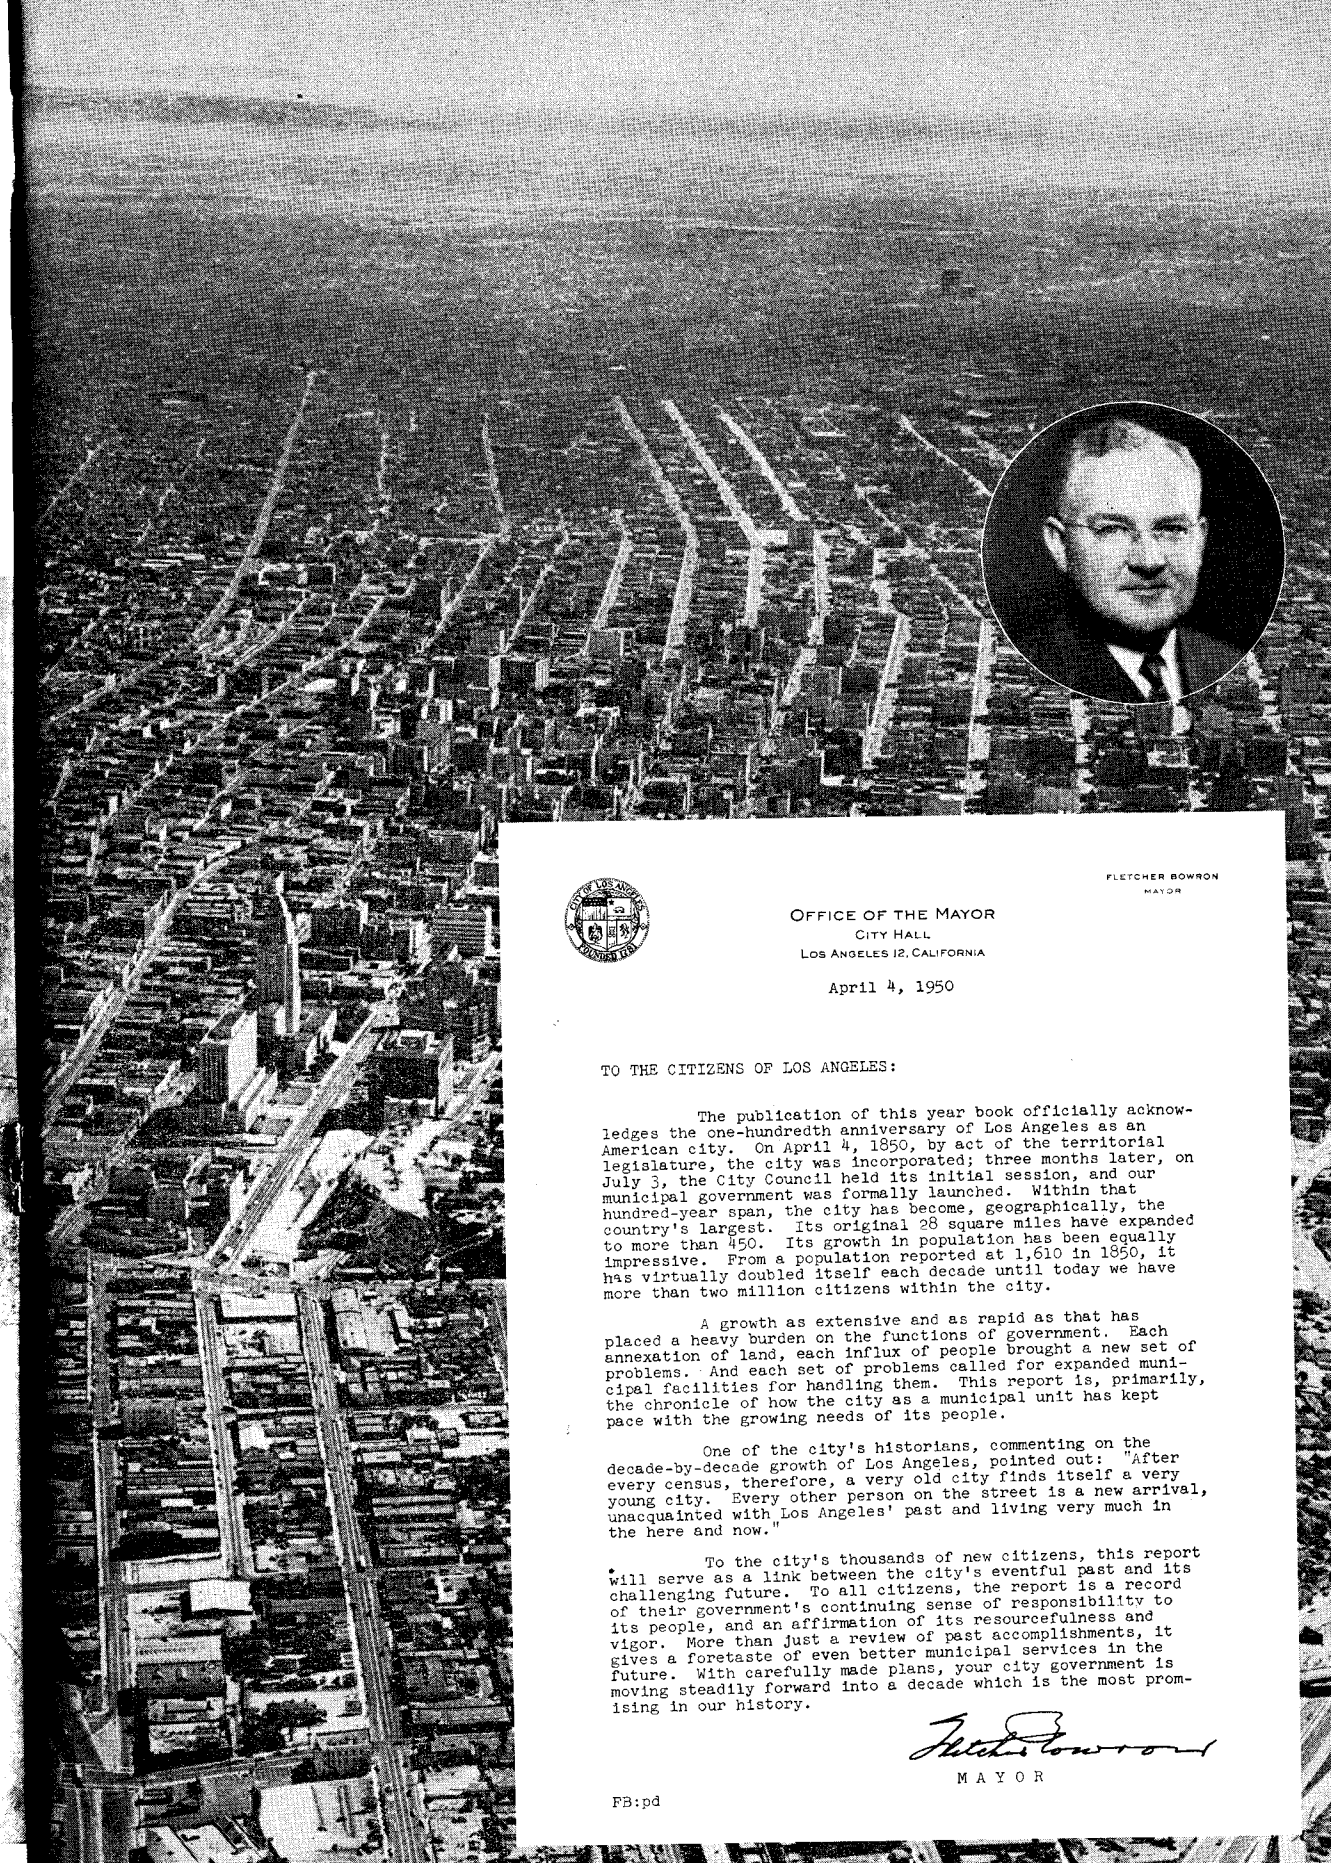 CITY OF LOS ANGELES
FOUNDED 1781
FLETCHER BOWRON
MAYOR
OFFICE OF THE MAYOR
CITY HALL
LOS ANGELES 12, CALIFORNIA
April 4, 1950
TO THE CITIZENS OF LOS ANGELES:
The publication of this year book officially acknow-
ledges the one-hundredth anniversary of Los Angeles as an
American city. On April 4, 1850, by act of the territorial
legislature, the city was incorporated; three months later, on
July 3, the City Council held its initial session, and our
municipal government was formally launched. Within that
hundred-year span, the city has become, geographically, the
country's largest. Its original 28 square miles have expanded
to more than 450. Its growth in population has been equally
impressive. From a population reported at 1,610 in 1850, it
has virtually doubled itself each decade until today we have
more than two million citizens within the city.
A growth as extensive and as rapid as that has
placed a heavy burden on the functions of government. Each
annexation of land, each influx of people brought a new set of
problems. And each set of problems called for expanded muni-
cipal facilities for handling them. This report is, primarily,
the chronicle of how the city as a municipal unit has kept
pace with the growing needs of its people.
One of the city's historians, commenting on the
decade-by-decade growth of Los Angeles, pointed out: "After
every census, therefore, a very old city finds itself a very
young city. Every other person on the street is a new arrival,
unacquainted with Los Angeles' past and living very much in
the here and now."
To the city's thousands of new citizens, this report
will serve as a link between the city's eventful past and its
challenging future. To all citizens, the report is a record
of their government's continuing sense of responsibility to
its people, and an affirmation of its resourcefulness and
vigor. More than just a review of past accomplishments, it
gives a foretaste of even better municipal services in the
future. With carefully made plans, your city government is
moving steadily forward into a decade which is the most prom-
ising in our history.
Fletcher Bowron
MAYOR
FB:pd